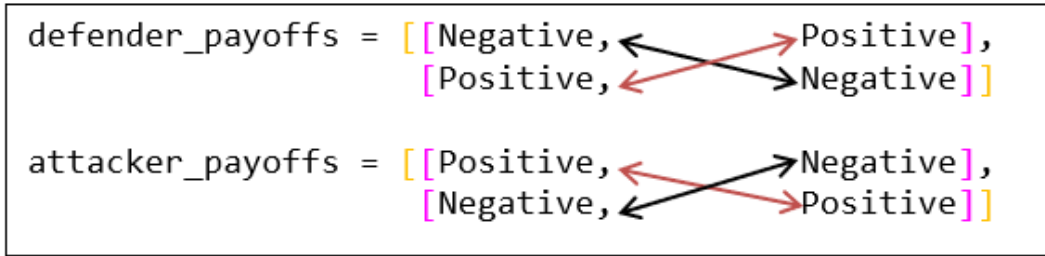 defender_payoffs = [[Negative, Positive],
[Positive, Negative]]
attacker_payoffs = [[Positive, Negative],
[Negative, Positive]]